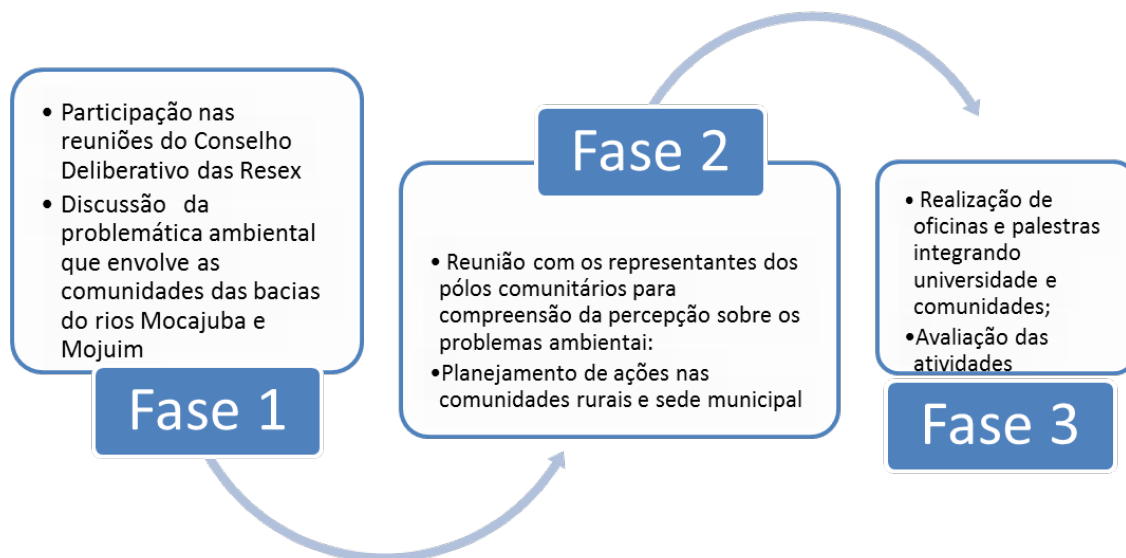 • Participação nas
reuniões do Conselho
Deliberativo das Resex
• Discussão da
problemática ambiental
que envolve as
comunidades das bacias
do rios Mocajuba e
Mojuim
Fase 1
Fase 2
• Reunião com os representantes dos
pólos comunitários para
compreensão da percepção sobre os
problemas ambientai:
•Planejamento de ações nas
comunidades rurais e sede municipal
• Realização de
oficinas e palestras
integrando
universidade e
comunidades;
•Avaliação das
atividades
Fase 3